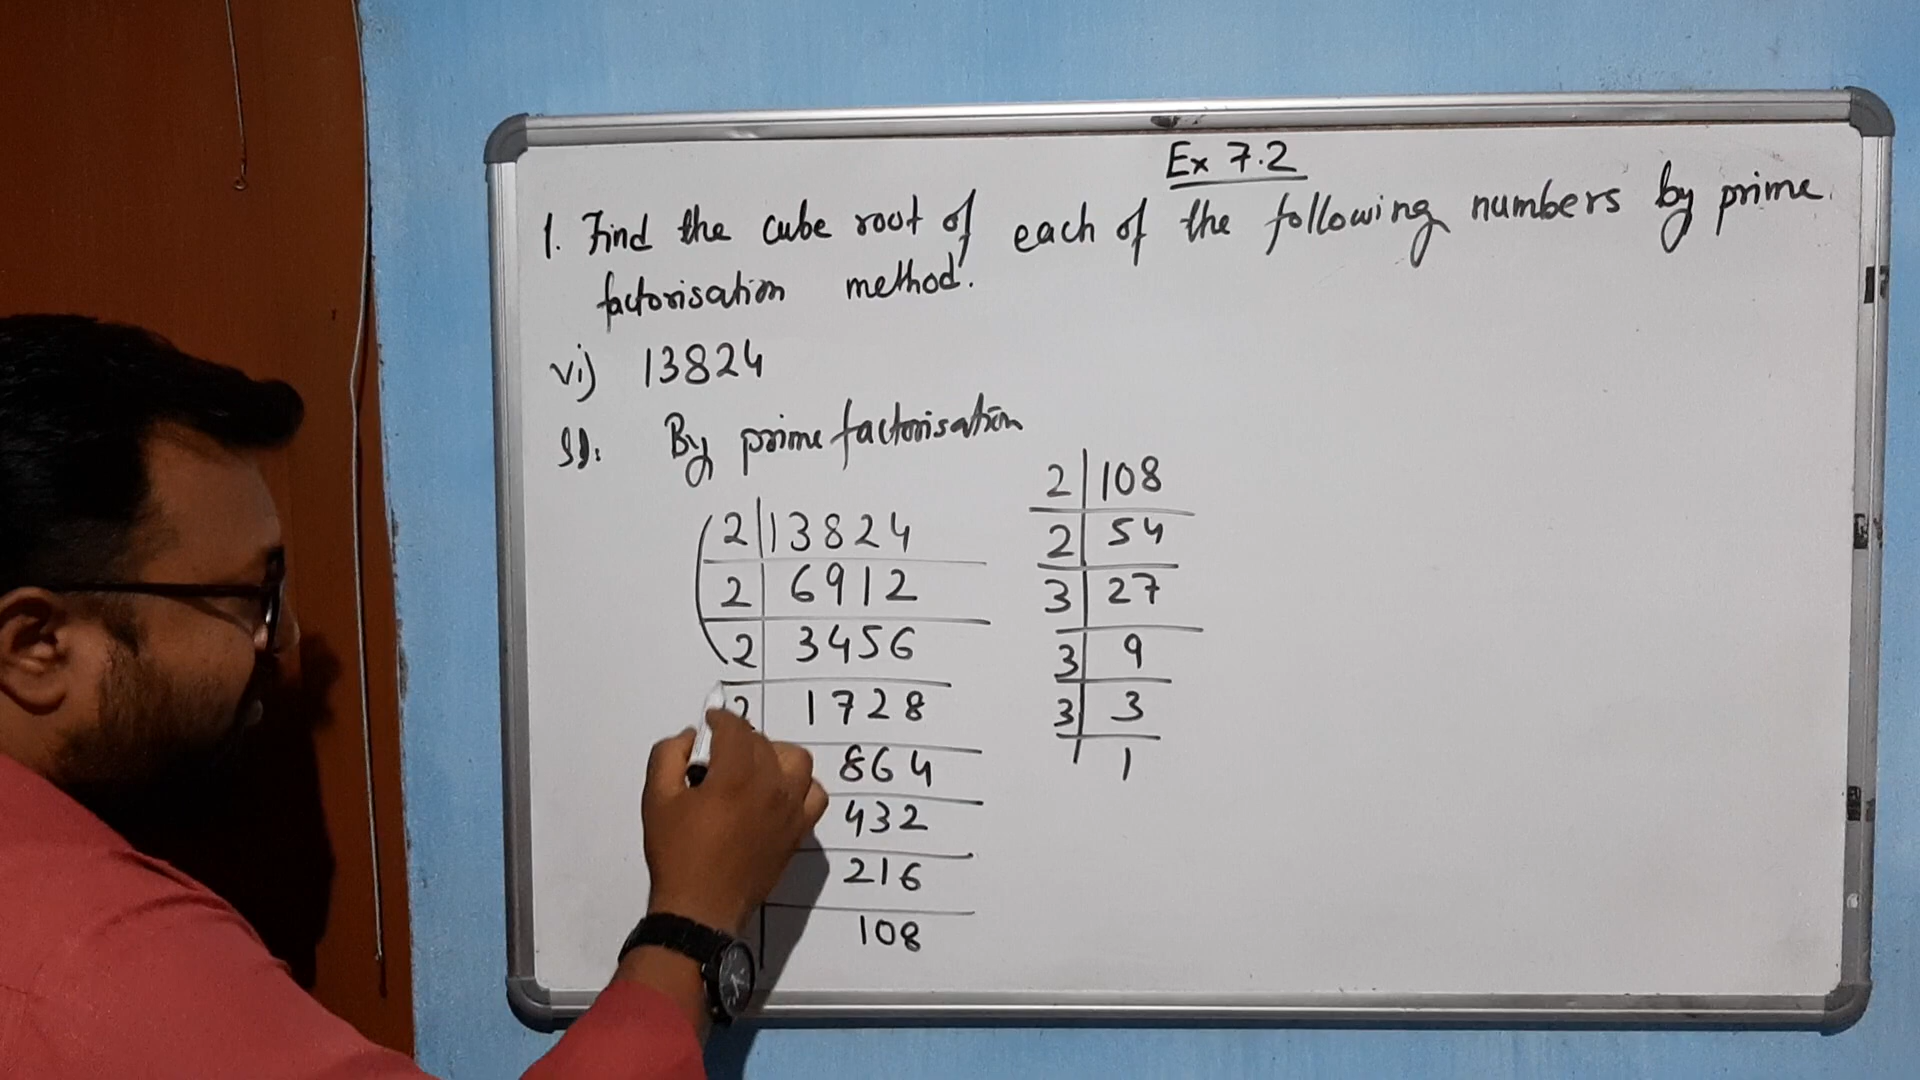 Ex 7.2
1. Find the cube root of each of the following numbers by prime
factorisation method.
vi) 13824
By prime factorisation
2 13824
2 6912
2 3456
2 1728
864
432
216
108
2 108
2 54
3 27
3 9
3 3
1